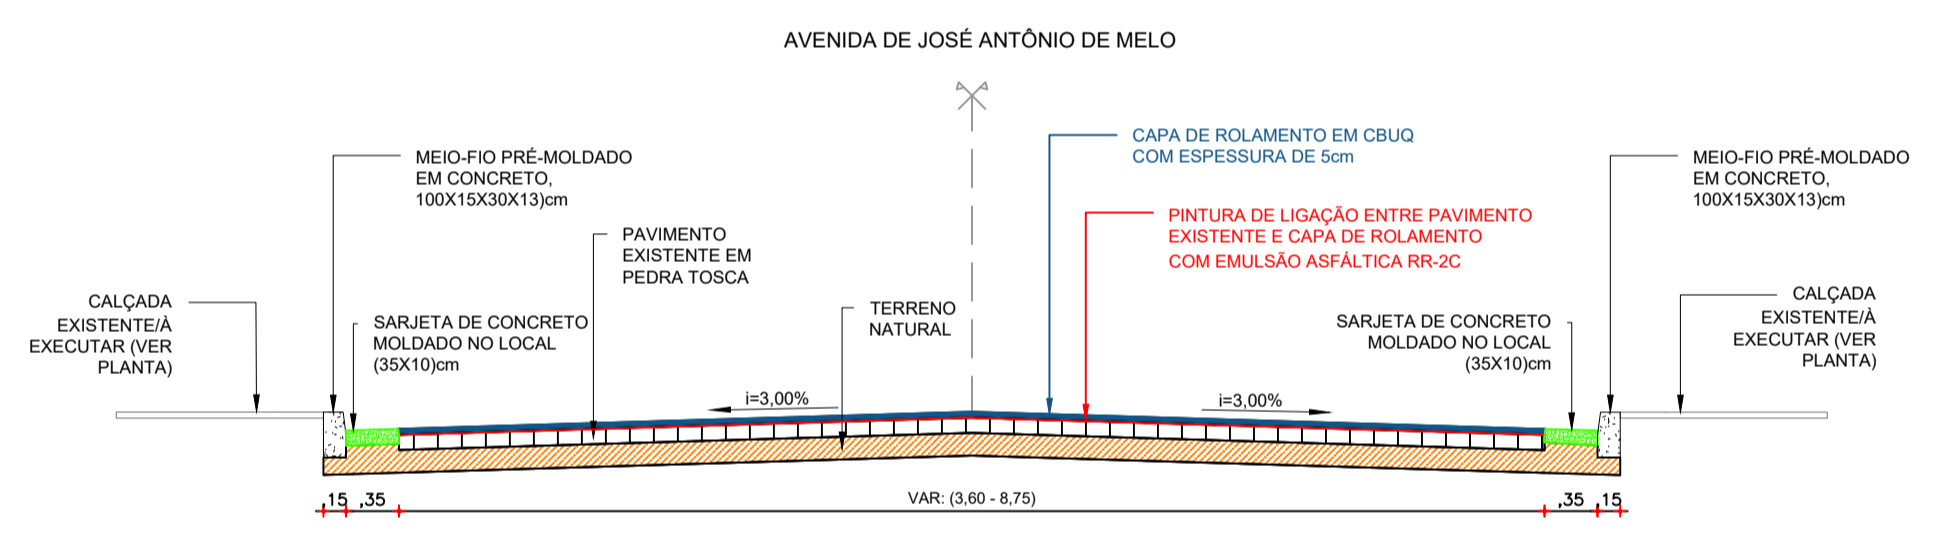 AVENIDA DE JOSÉ ANTÔNIO DE MELO
CAPA DE ROLAMENTO EM CBUQ
COM ESPESSURA DE 5cm
MEIO-FIO PRÉ-MOLDADO
EM CONCRETO,
100X15X30X13)cm
MEIO-FIO PRÉ-MOLDADO
EM CONCRETO,
100X15X30X13)cm
PINTURA DE LIGAÇÃO ENTRE PAVIMENTO
EXISTENTE E CAPA DE ROLAMENTO
COM EMULSÃO ASFÁLTICA RR-2C
PAVIMENTO
EXISTENTE EM
PEDRA TOSCA
CALÇADA
EXISTENTE/À
EXECUTAR (VER
PLANTA)
SARJETA DE CONCRETO
MOLDADO NO LOCAL
(35X10)cm
TERRENO
NATURAL
SARJETA DE CONCRETO
MOLDADO NO LOCAL
(35X10)cm
CALÇADA
EXISTENTE/À
EXECUTAR (VER
PLANTA)
i=3,00%
i=3,00%
,15 ,35 VAR: (3,60 - 8,75) ,35 ,15